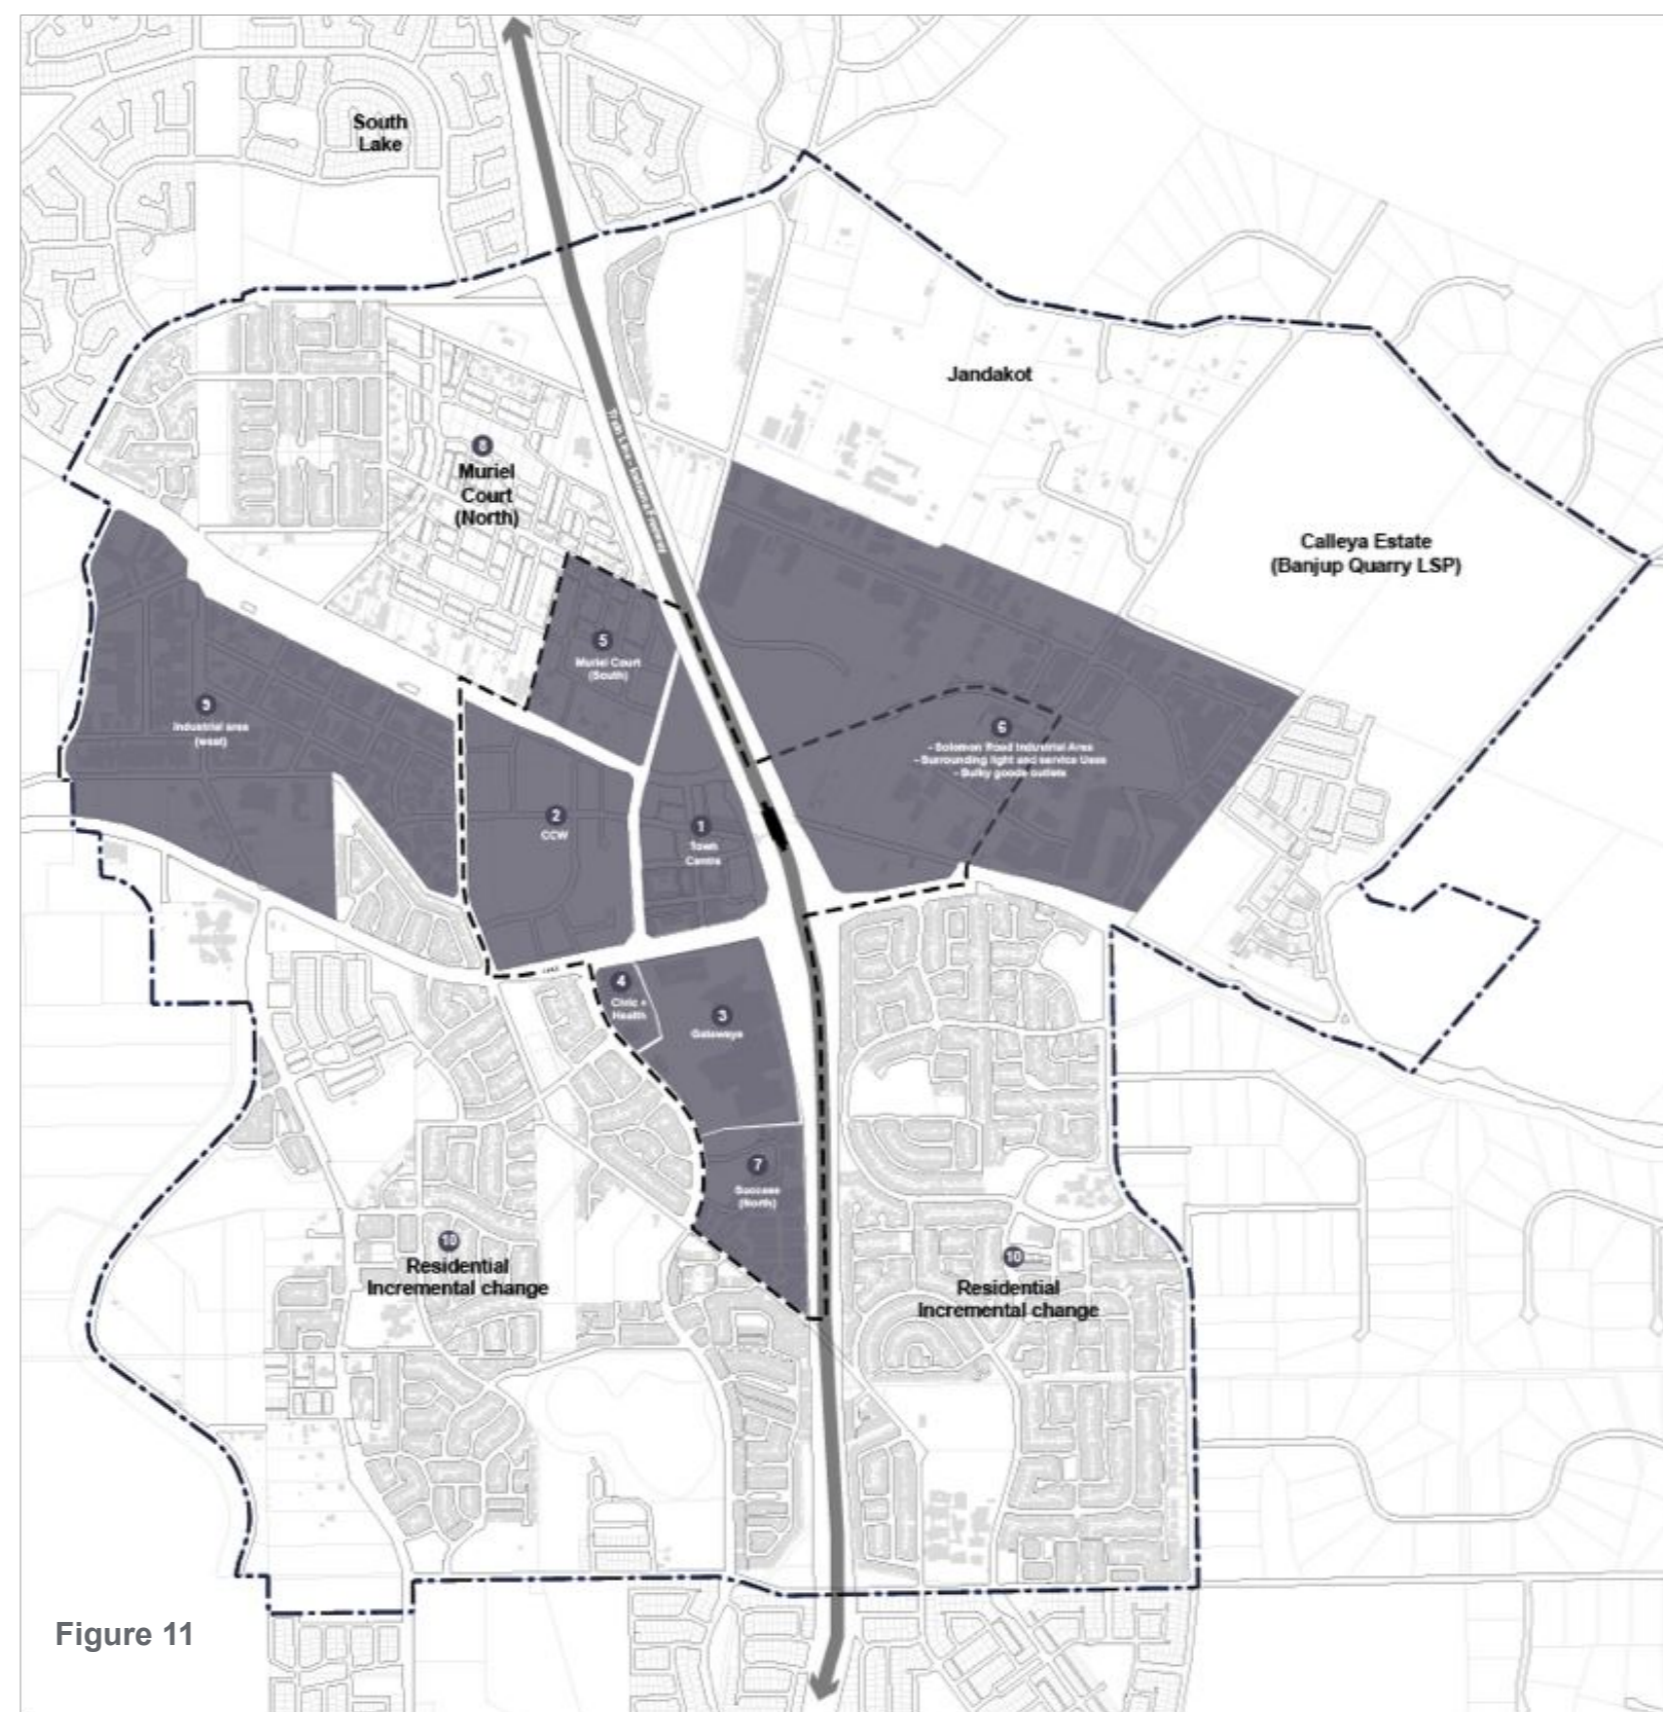 South
Lake
Jandakot
8
Muriel
Court
(North)
Calleya Estate
(Banjup Quarry LSP)
5
Muriel Court
(South)
9
Industrial area
(west)
6
- Solomon Road Industrial Area
- Surrounding light and service Uses
- Bulky goods outlets
2
CCW
1
Town
Centre
4
Civic +
Health
3
Gateways
7
Success
(North)
10
Residential
Incremental change
10
Residential
Incremental change
Figure 11